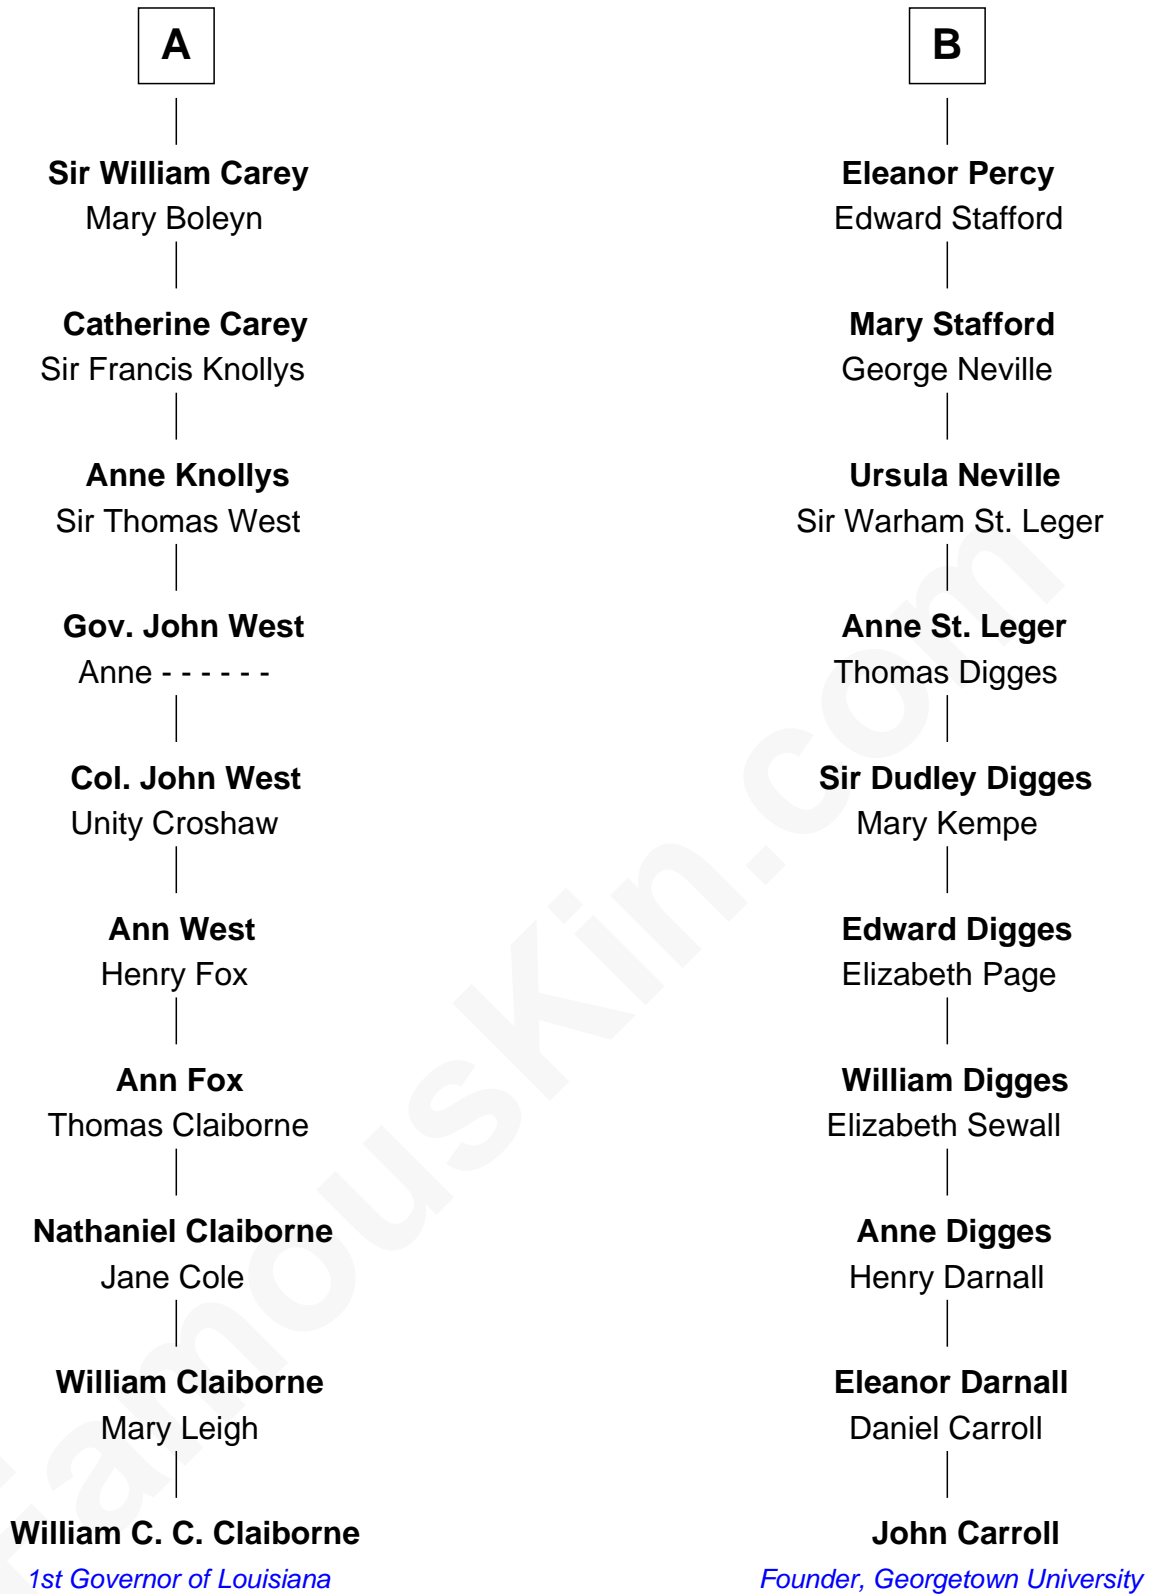 A
Sir William Carey
Mary Boleyn
Catherine Carey
Sir Francis Knollys
Anne Knollys
Sir Thomas West
Gov. John West
Anne - - - - - -
Col. John West
Unity Croshaw
Ann West
Henry Fox
Ann Fox
Thomas Claiborne
Nathaniel Claiborne
Jane Cole
William Claiborne
Mary Leigh
William C. C. Claiborne
1st Governor of Louisiana
B
Eleanor Percy
Edward Stafford
Mary Stafford
George Neville
Ursula Neville
Sir Warham St. Leger
Anne St. Leger
Thomas Digges
Sir Dudley Digges
Mary Kempe
Edward Digges
Elizabeth Page
William Digges
Elizabeth Sewall
Anne Digges
Henry Darnall
Eleanor Darnall
Daniel Carroll
John Carroll
Founder, Georgetown University
FamousKin.com